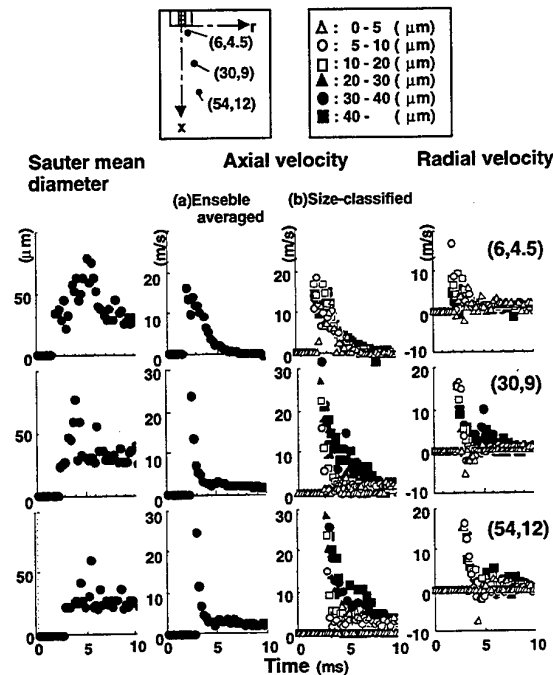 r
(6,4.5)
(30,9)
(54,12)
x
△ : 0 - 5 ( μm)
○ : 5 - 10 ( μm)
□ : 10 - 20 ( μm)
▲ : 20 - 30 ( μm)
● : 30 - 40 ( μm)
■ : 40 - ( μm)
Sauter mean diameter
Axial velocity
Radial velocity
(a)Enseble averaged
(b)Size-classified
(μm)
50
0
(m/s)
20
10
0
(m/s)
20
10
0
(m/s)
10
0
-10
(6,4.5)
50
0
30
20
10
0
30
20
10
0
20
10
0
-10
(30,9)
50
0
30
20
10
0
30
20
10
0
20
10
0
-10
(54,12)
0 5 10
0 5 10
0 5 10
0 5 10
Time (ms)